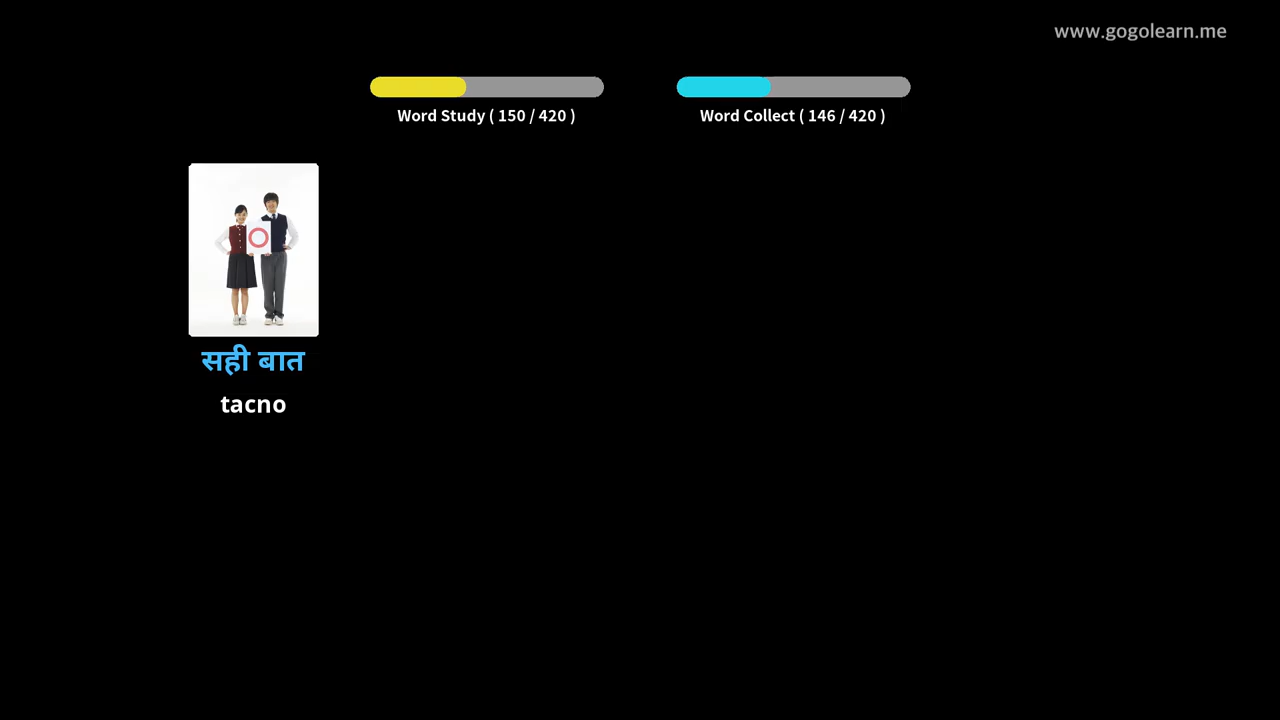 www.gogolearn.me
Word Study ( 150 / 420 )
Word Collect ( 146 / 420 )
सही बात
tacno